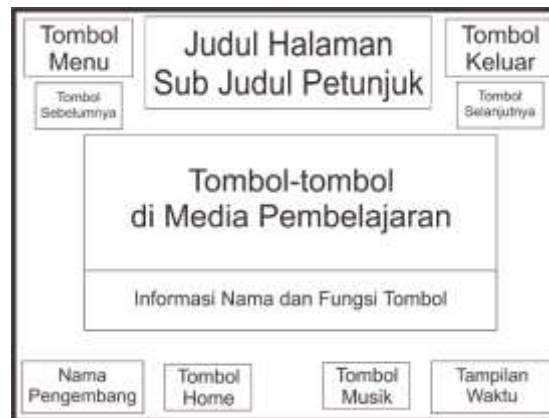 Tombol
Menu
Judul Halaman
Sub Judul Petunjuk
Tombol
Keluar
Tombol
Sebelumnya
Tombol
Selanjutnya
Tombol-tombol
di Media Pembelajaran
Informasi Nama dan Fungsi Tombol
Nama
Pengembang
Tombol
Home
Tombol
Musik
Tampilan
Waktu